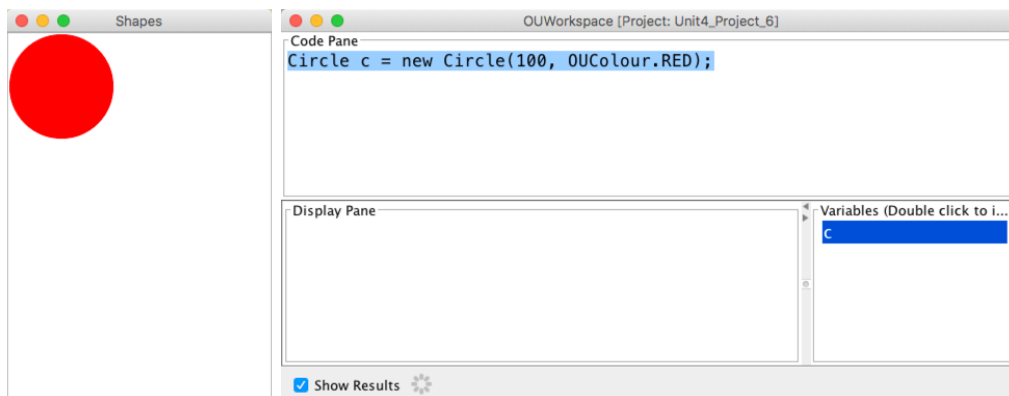 Shapes
OUWorkspace [Project: Unit4_Project_6]
Code Pane
Circle c = new Circle(100, OUColour.RED);
Display Pane
Variables (Double click to i...
c
Show Results